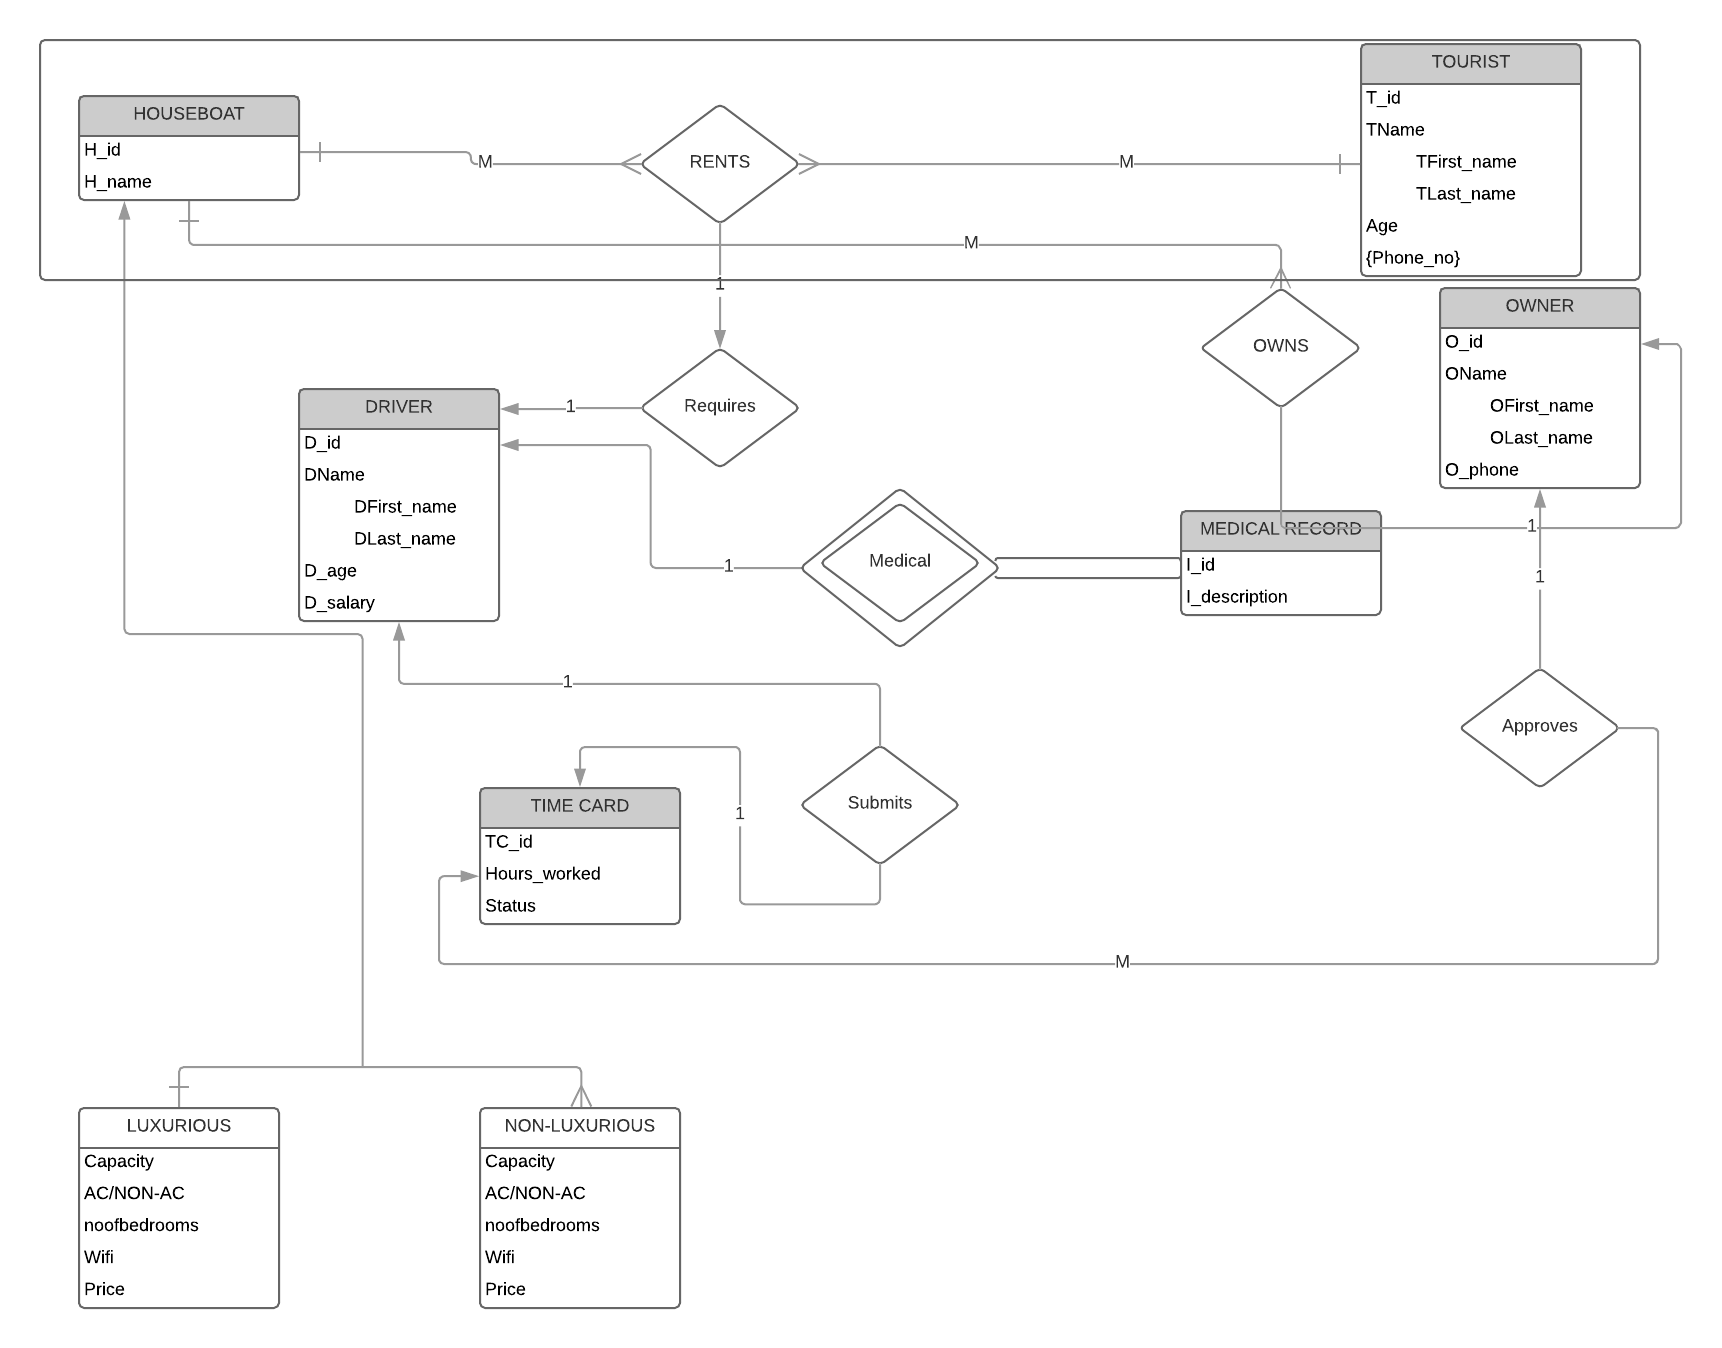 TOURIST
T_id
TName
TFirst_name
TLast_name
Age
{Phone_no}
HOUSEBOAT
H_id
H_name
M
RENTS
M
M
1
OWNS
OWNER
O_id
OName
OFirst_name
OLast_name
O_phone
Requires
1
DRIVER
D_id
DName
DFirst_name
DLast_name
D_age
D_salary
1
Medical
MEDICAL RECORD
I_id
I_description
1
1
Approves
1
Submits
1
TIME CARD
TC_id
Hours_worked
Status
M
LUXURIOUS
Capacity
AC/NON-AC
noofbedrooms
Wifi
Price
NON-LUXURIOUS
Capacity
AC/NON-AC
noofbedrooms
Wifi
Price